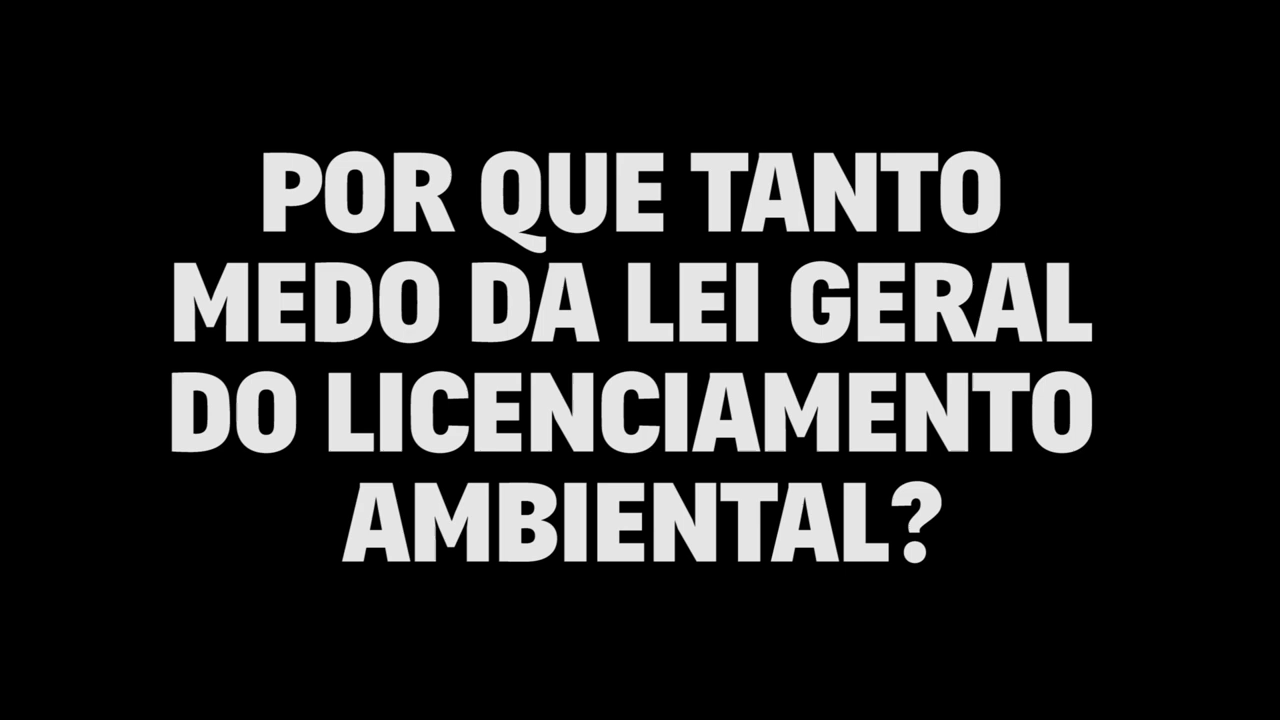 POR QUE TANTO
MEDO DA LEI GERAL
DO LICENCIAMENTO
AMBIENTAL?